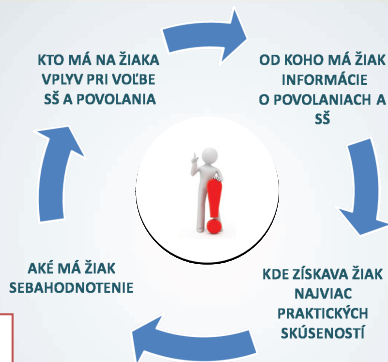 KTO MÁ NA ŽIAKA
VPLYV PRI VOĽBE
SŠ A POVOLANIA
OD KOHO MÁ ŽIAK
INFORMÁCIE
O POVOLANIACH A
SŠ
KDE ZÍSKAVA ŽIAK
NAJVIAC
PRAKTICKÝCH
SKÚSENOSTÍ
AKÉ MÁ ŽIAK
SEBAHODNOTENIE